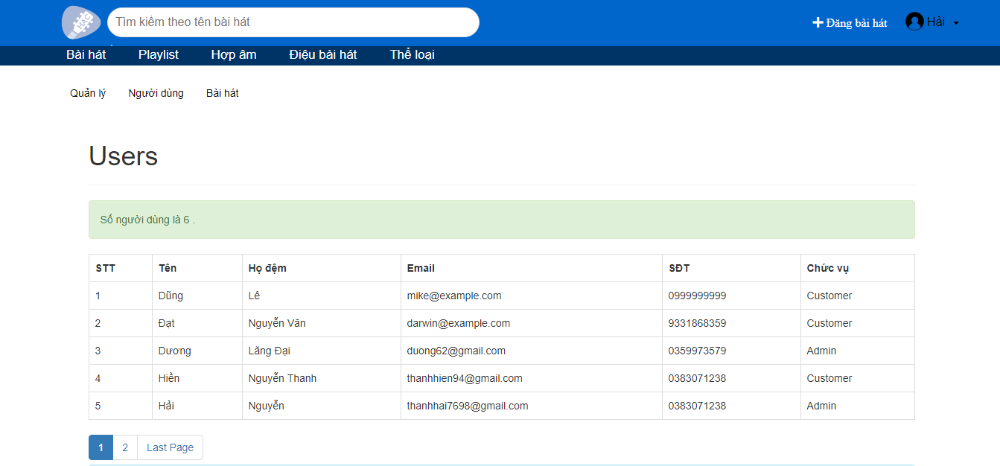 HAC
Tìm kiếm theo tên bài hát
Đăng bài hát
Hải
Bài hát Playlist Hợp âm Điệu bài hát Thể loại
Quản lý Người dùng Bài hát
Users
Số người dùng là 6 .
STT Tên Họ đệm Email SĐT Chức vụ
1 Dũng Lê mike@example.com 0999999999 Customer
2 Đạt Nguyễn Văn darwin@example.com 9331868359 Customer
3 Dương Lăng Đại duong62@gmail.com 0359973579 Admin
4 Hiền Nguyễn Thanh thanhhien94@gmail.com 0383071238 Customer
5 Hải Nguyễn thanhhai7698@gmail.com 0383071238 Admin
1 2 Last Page